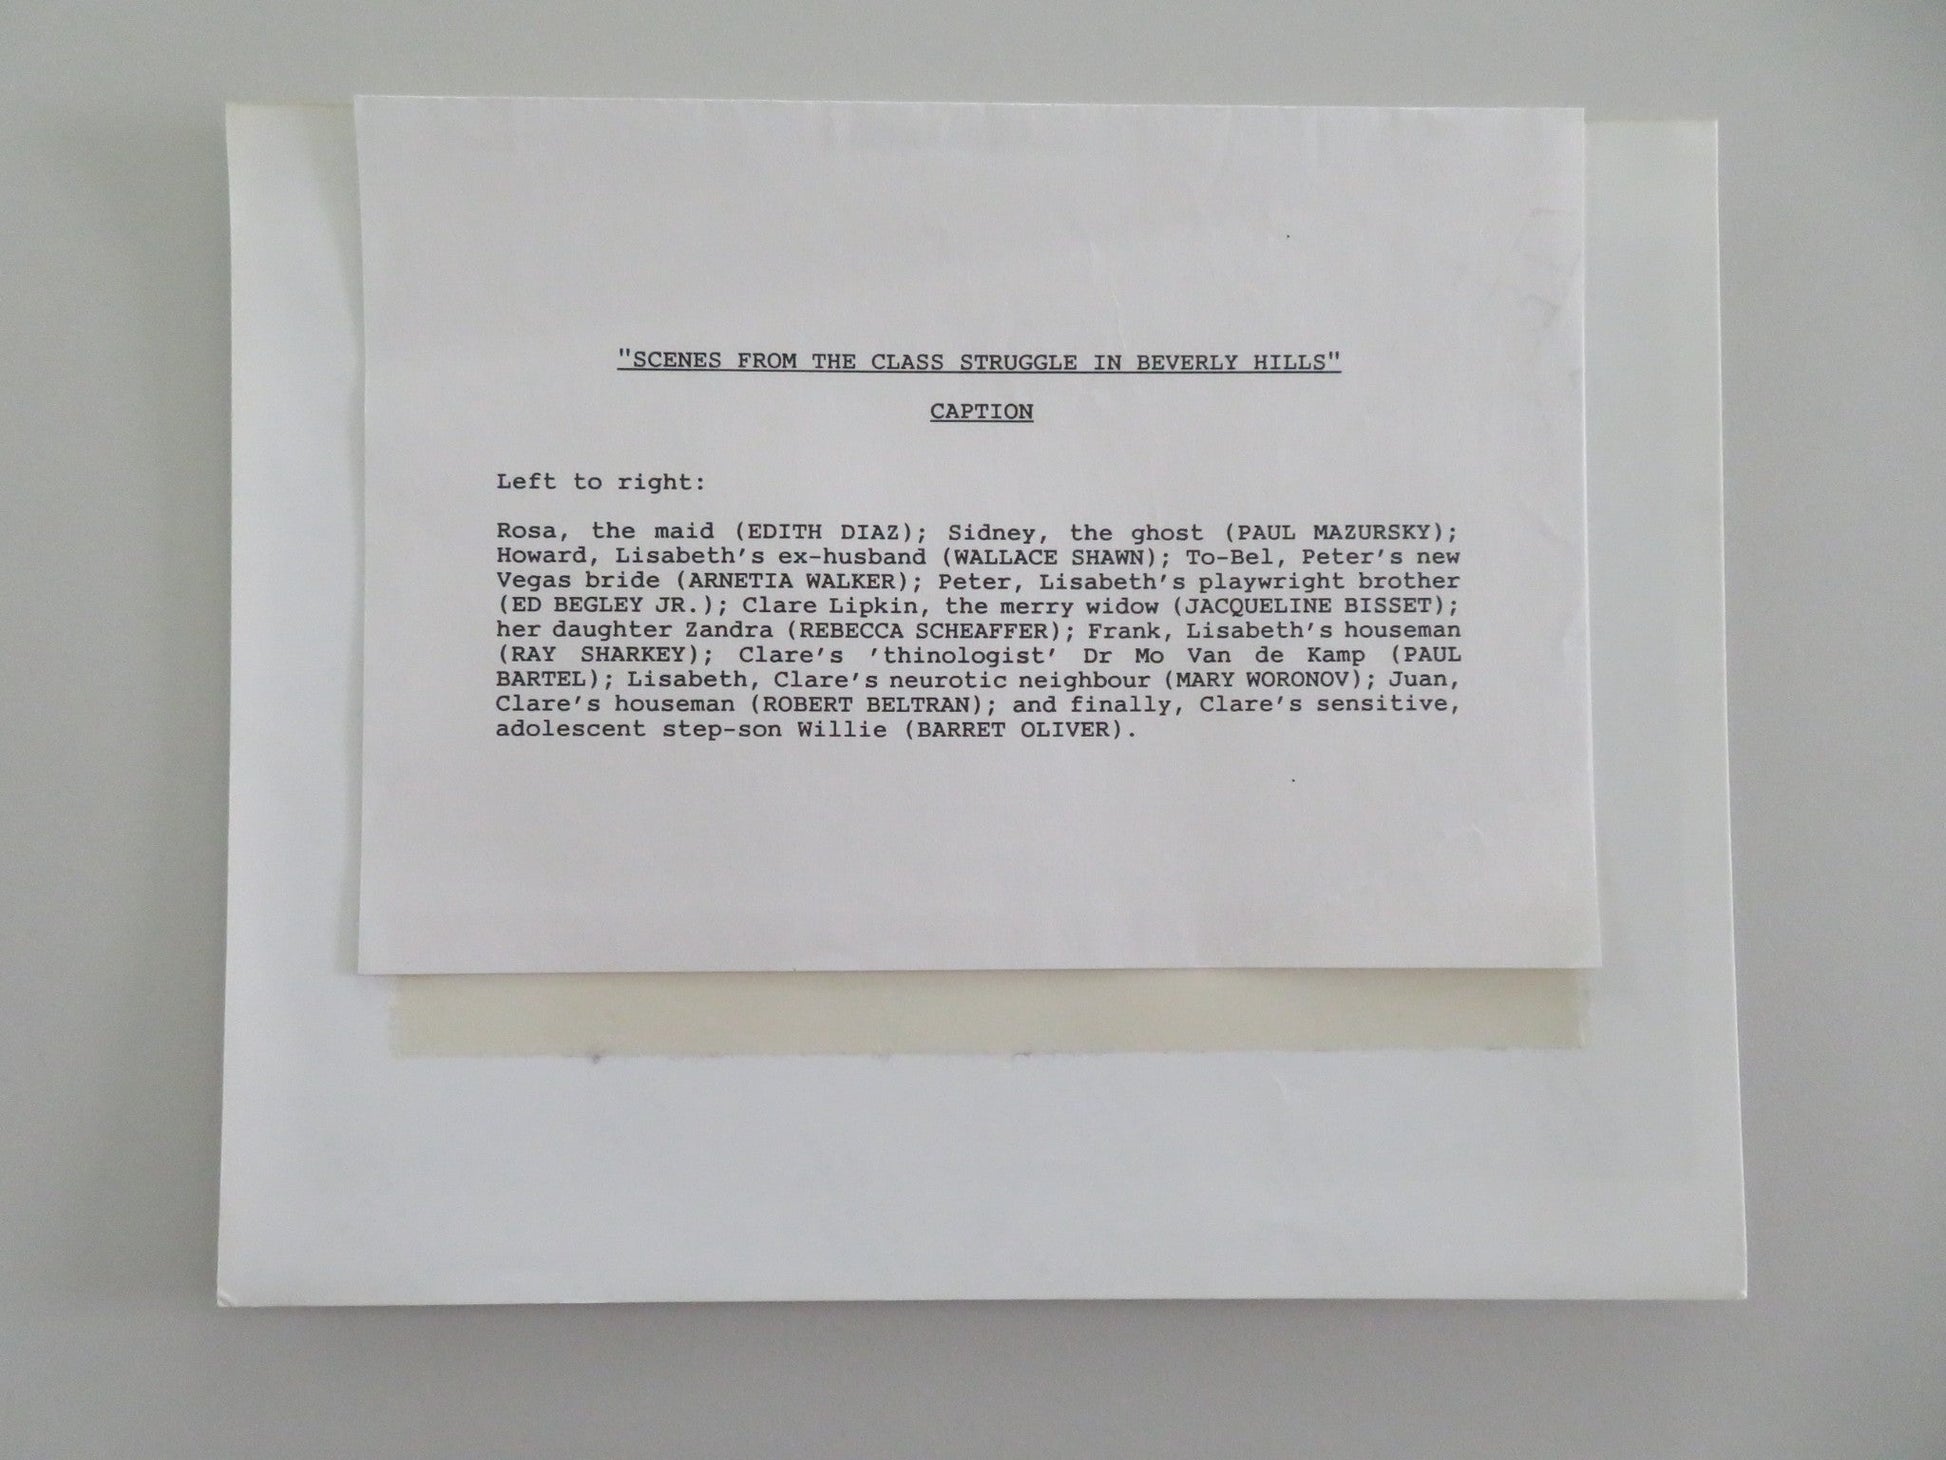 "SCENES FROM THE CLASS STRUGGLE IN BEVERLY HILLS"
CAPTION
Left to right:
Rosa, the maid (EDITH DIAZ); Sidney, the ghost (PAUL MAZURSKY);
Howard, Lisabeth's ex-husband (WALLACE SHAWN); To-Bel, Peter's new
Vegas bride (ARNETIA WALKER); Peter, Lisabeth's playwright brother
(ED BEGLEY JR.); Clare Lipkin, the merry widow (JACQUELINE BISSET);
her daughter Zandra (REBECCA SCHEAFFER); Frank, Lisabeth's houseman
(RAY SHARKEY); Clare's 'thinologist' Dr Mo Van de Kamp (PAUL
BARTEL); Lisabeth, Clare's neurotic neighbour (MARY WORONOV); Juan,
Clare's houseman (ROBERT BELTRAN); and finally, Clare's sensitive,
adolescent step-son Willie (BARRET OLIVER).